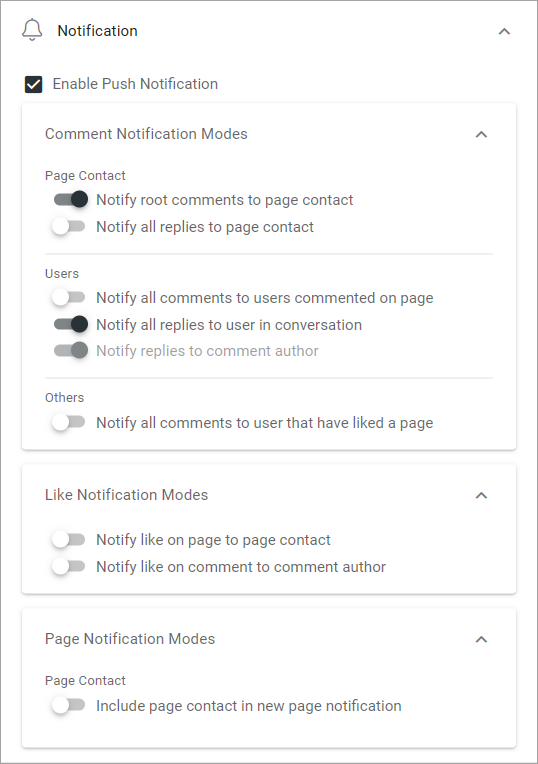 Notification
Enable Push Notification
Comment Notification Modes
Page Contact
Notify root comments to page contact
Notify all replies to page contact
Users
Notify all comments to users commented on page
Notify all replies to user in conversation
Notify replies to comment author
Others
Notify all comments to user that have liked a page
Like Notification Modes
Notify like on page to page contact
Notify like on comment to comment author
Page Notification Modes
Page Contact
Include page contact in new page notification